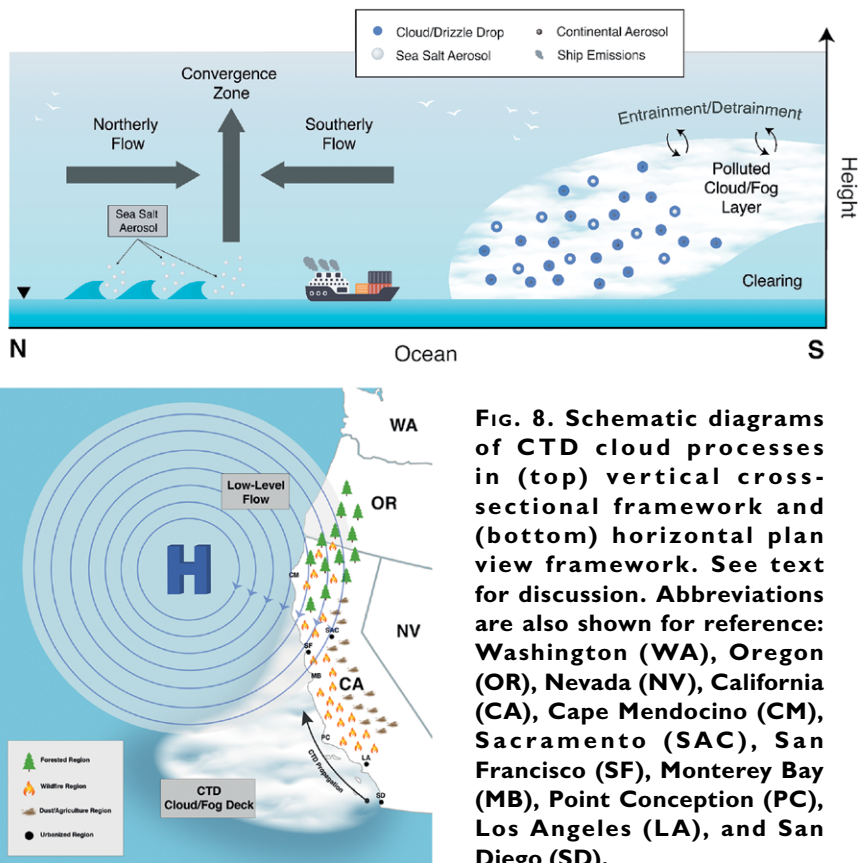 Cloud/Drizzle Drop
Continental Aerosol
Sea Salt Aerosol
Ship Emissions
Convergence
Zone
Northerly
Flow
Southerly
Flow
Entrainment/Detrainment
Polluted
Cloud/Fog
Layer
Sea Salt
Aerosol
Clearing
Height
N
Ocean
S
WA
Low-Level
Flow
OR
H
CM
NV
SAC
SF
MB
CA
PC
LA
CTD Propagation
SD
CTD
Cloud/Fog Deck
Forested Region
Wildfire Region
Dust/Agriculture Region
Urbanized Region
FIG. 8. Schematic diagrams
of CTD cloud processes
in (top) vertical cross-
sectional framework and
(bottom) horizontal plan
view framework. See text
for discussion. Abbreviations
are also shown for reference:
Washington (WA), Oregon
(OR), Nevada (NV), California
(CA), Cape Mendocino (CM),
Sacramento (SAC), San
Francisco (SF), Monterey Bay
(MB), Point Conception (PC),
Los Angeles (LA), and San
Diego (SD).